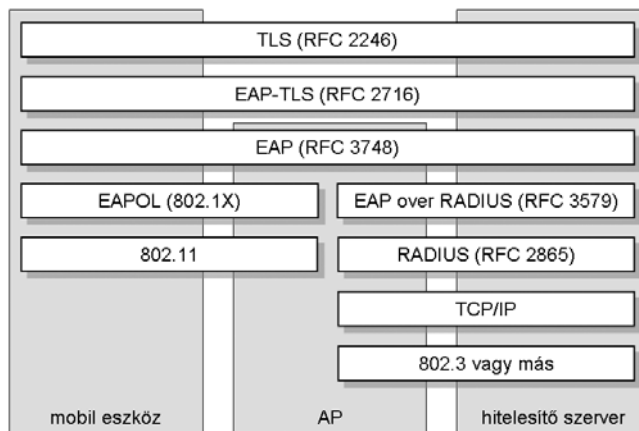 TLS (RFC 2246)
EAP-TLS (RFC 2716)
EAP (RFC 3748)
EAPOL (802.1X)
EAP over RADIUS (RFC 3579)
802.11
RADIUS (RFC 2865)
TCP/IP
802.3 vagy más
mobil eszköz
AP
hitelesítő szerver